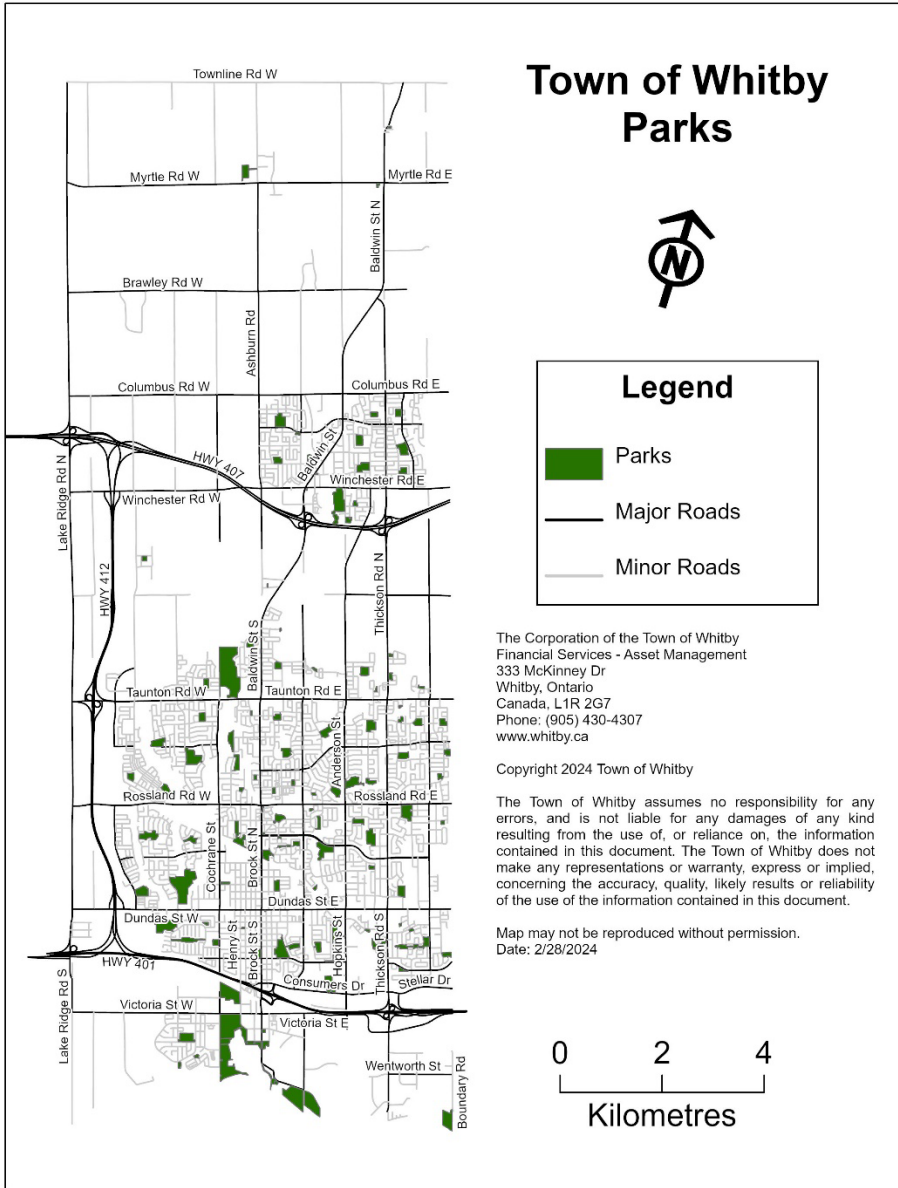 Town of Whitby
Parks
N
Legend
Parks
Major Roads
Minor Roads
The Corporation of the Town of Whitby
Financial Services - Asset Management
333 McKinney Dr
Whitby, Ontario
Canada, L1R 2G7
Phone: (905) 430-4307
www.whitby.ca
Copyright 2024 Town of Whitby
The Town of Whitby assumes no responsibility for any
errors, and is not liable for any damages of any kind
resulting from the use of, or reliance on, the information
contained in this document. The Town of Whitby does not
make any representations or warranty, express or implied,
concerning the accuracy, quality, likely results or reliability
of the use of the information contained in this document.
Map may not be reproduced without permission.
Date: 2/28/2024
0 2 4
Kilometres
Townline Rd W
Myrtle Rd W
Myrtle Rd E
Baldwin St N
Brawley Rd W
Ashburn Rd
Columbus Rd W
Columbus Rd E
Baldwin St
HWY 407
Lake Ridge Rd N
Winchester Rd W
Winchester Rd E
HWY 412
Thickson Rd N
Baldwin St S
Taunton Rd W
Taunton Rd E
Anderson St
Rossland Rd W
Rossland Rd E
Cochrane St
Brock St N
Dundas St W
Dundas St E
Henry St
Brock St S
Hopkins St
Thickson Rd S
HWY 401
Consumers Dr
Stellar Dr
Lake Ridge Rd S
Victoria St W
Victoria St E
Wentworth St
Boundary Rd